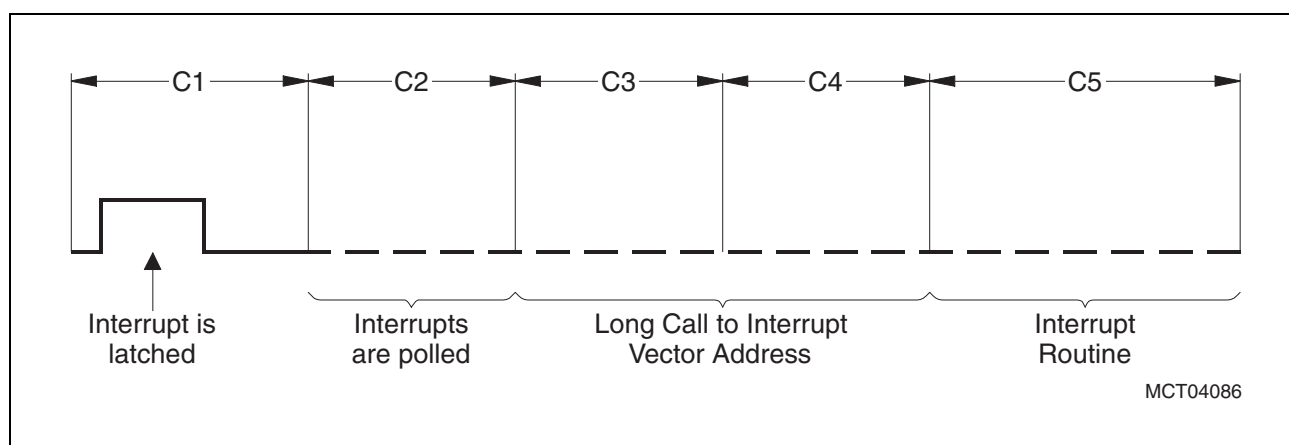 C1 C2 C3 C4 C5
Interrupt is
latched
Interrupts
are polled
Long Call to Interrupt
Vector Address
Interrupt
Routine
MCT04086